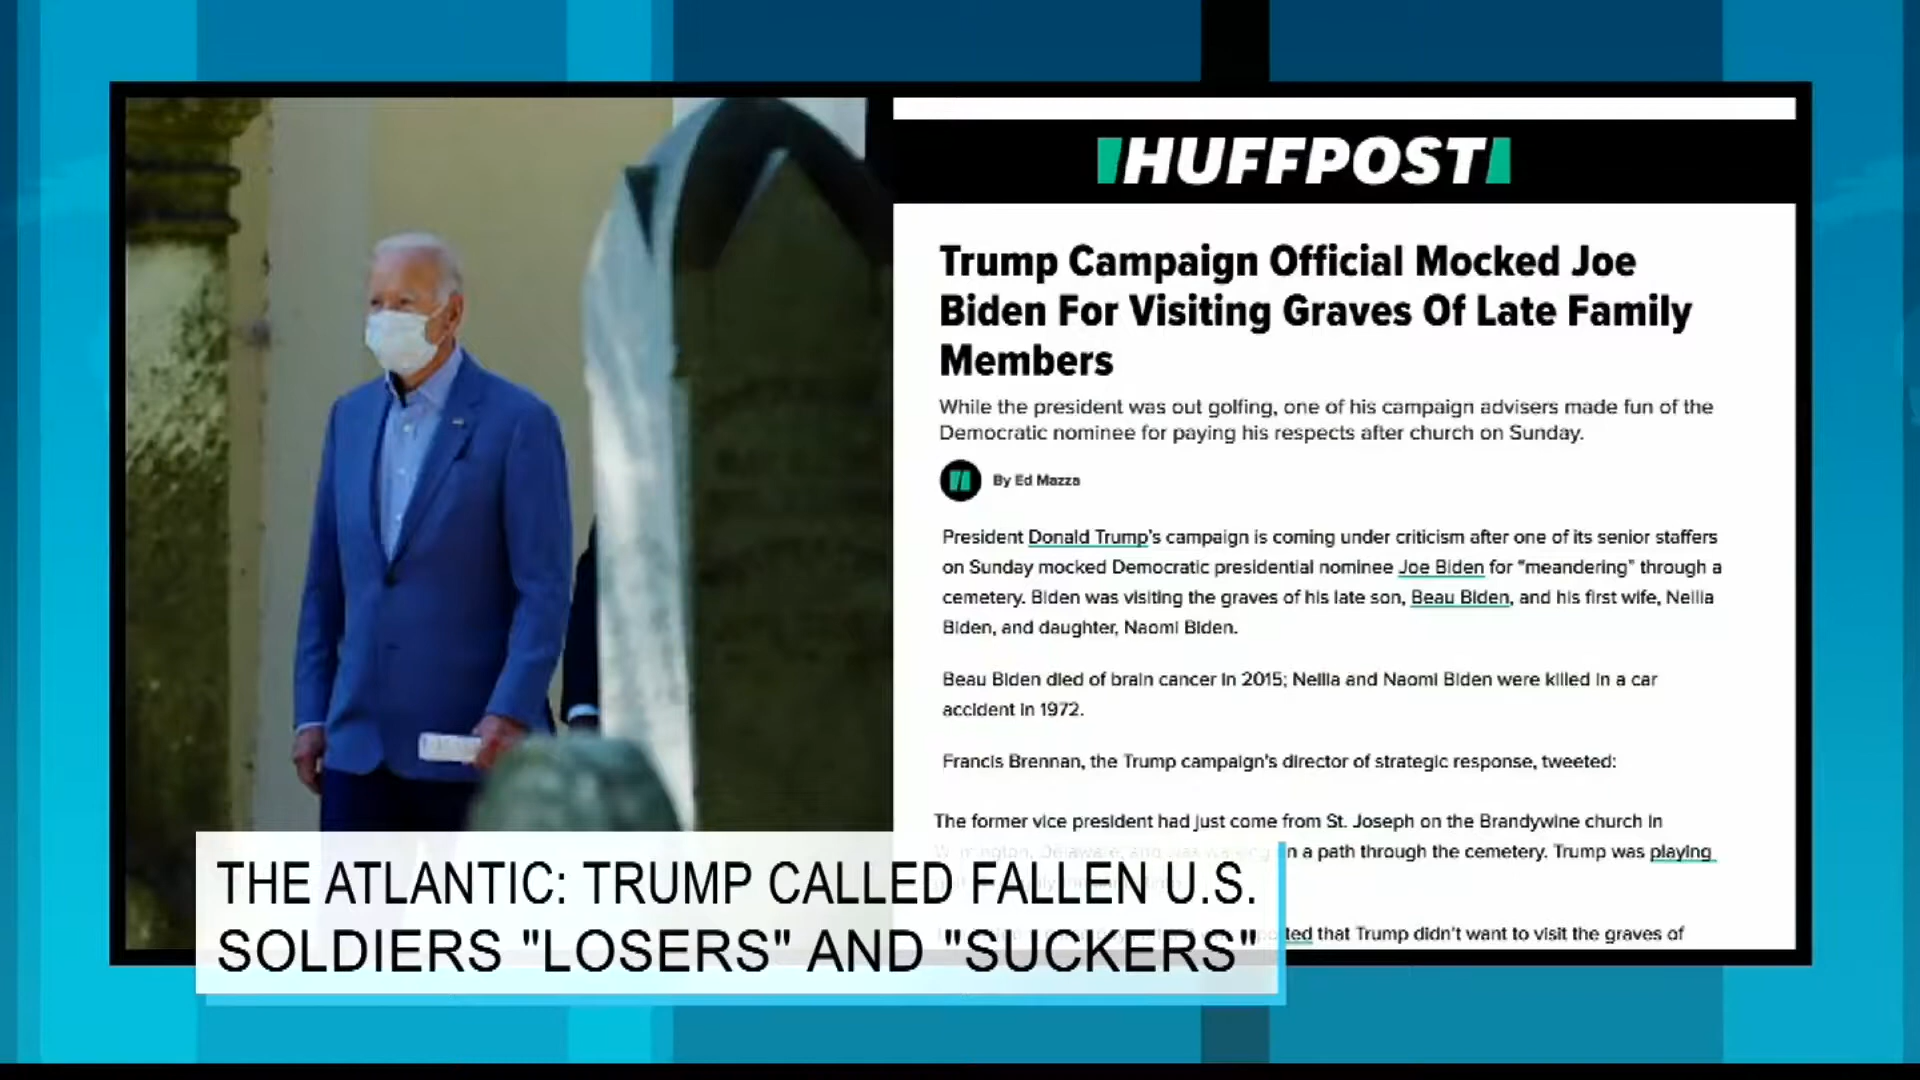 HUFFPOST
Trump Campaign Official Mocked Joe
Biden For Visiting Graves Of Late Family
Members
While the president was out golfing, one of his campaign advisers made fun of the
Democratic nominee for paying his respects after church on Sunday.
By Ed Mazza
President Donald Trump's campaign is coming under criticism after one of its senior staffers
on Sunday mocked Democratic presidential nominee Joe Biden for "meandering" through a
cemetery. Biden was visiting the graves of his late son, Beau Biden, and his first wife, Neilia
Biden, and daughter, Naomi Biden.
Beau Biden died of brain cancer in 2015; Neilia and Naomi Biden were killed in a car
accident in 1972.
Francis Brennan, the Trump campaign's director of strategic response, tweeted:
The former vice president had just come from St. Joseph on the Brandywine church in
a path through the cemetery. Trump was playing
that Trump didn't want to visit the graves of
THE ATLANTIC: TRUMP CALLED FALLEN U.S.
SOLDIERS "LOSERS" AND "SUCKERS"